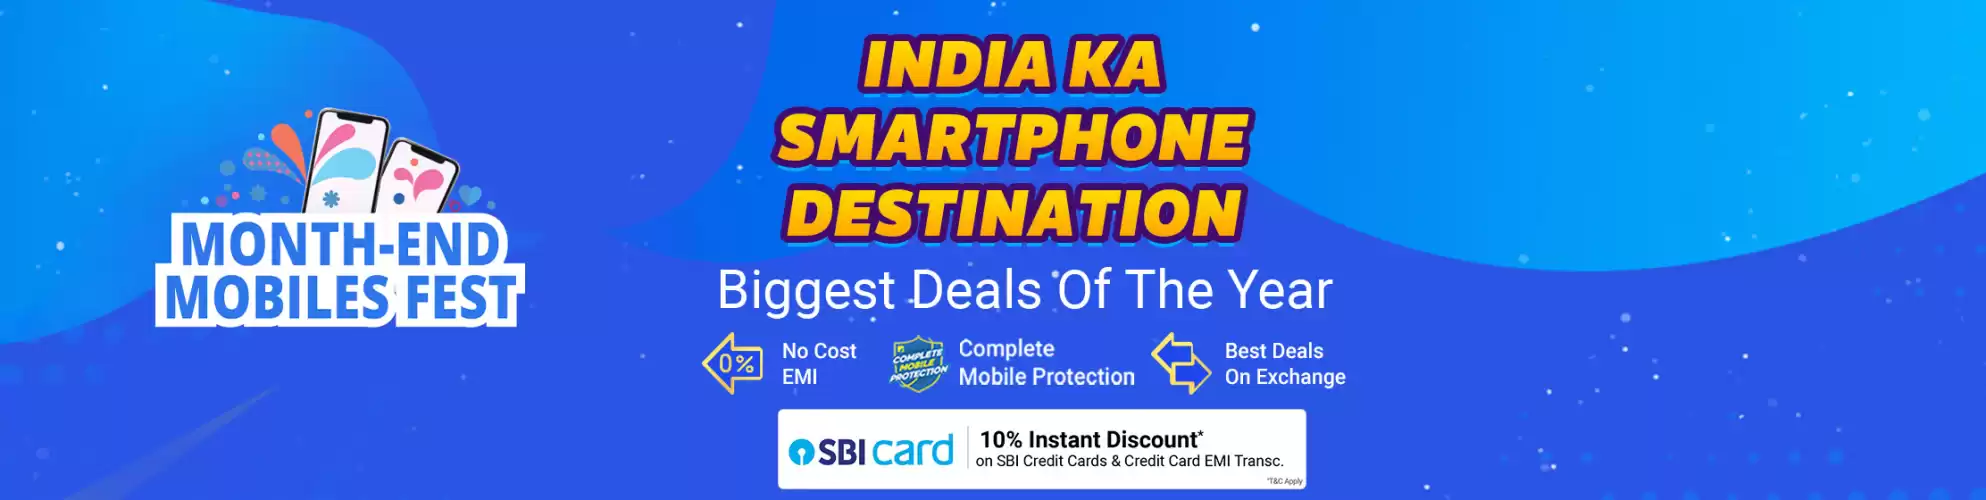 MONTH-END
MOBILES FEST
INDIA KA
SMARTPHONE
DESTINATION
Biggest Deals Of The Year
0%
No Cost
EMI
COMPLETE
MOBILE
PROTECTION
Complete
Mobile Protection
Best Deals
On Exchange
SBI card
10% Instant Discount*
on SBI Credit Cards & Credit Card EMI Transc.
*T&C Apply